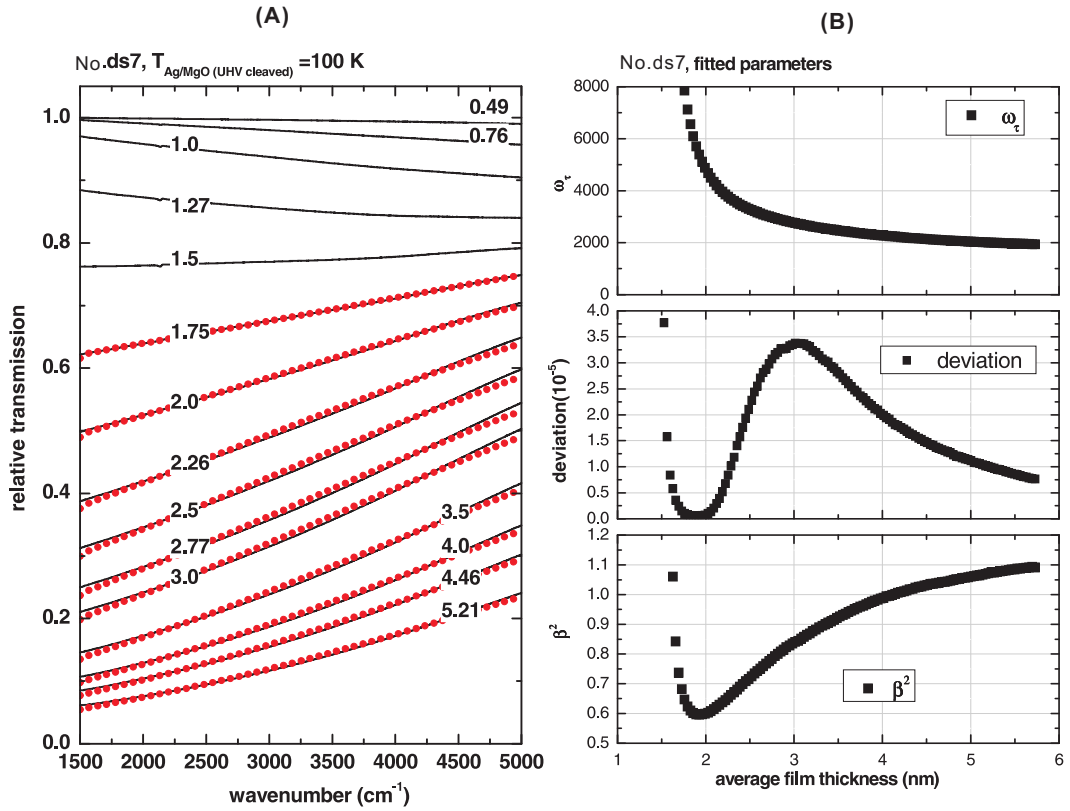 (A)
No.ds7, T Ag/MgO (UHV cleaved) =100 K
1.0
0.8
0.6
0.4
0.2
0.0
relative transmission
0.49
0.76
1.0
1.27
1.5
1.75
2.0
2.26
2.5
2.77
3.0
3.5
4.0
4.46
5.21
1500 2000 2500 3000 3500 4000 4500 5000
wavenumber (cm-1)
(B)
No.ds7, fitted parameters
8000
6000
4000
2000
0
ωτ
ωτ
4.0
3.5
3.0
2.5
2.0
1.5
1.0
0.5
0.0
deviation(10-5)
deviation
1.2
1.1
1.0
0.9
0.8
0.7
0.6
0.5
β2
β2
1 2 3 4 5 6
average film thickness (nm)